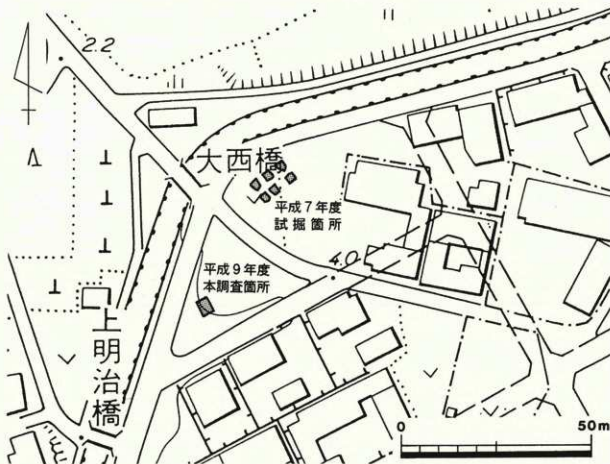 2.2
大西橋
平成7年度
試掘箇所
平成9年度
本調査箇所
4.0
上明治橋
0
50m